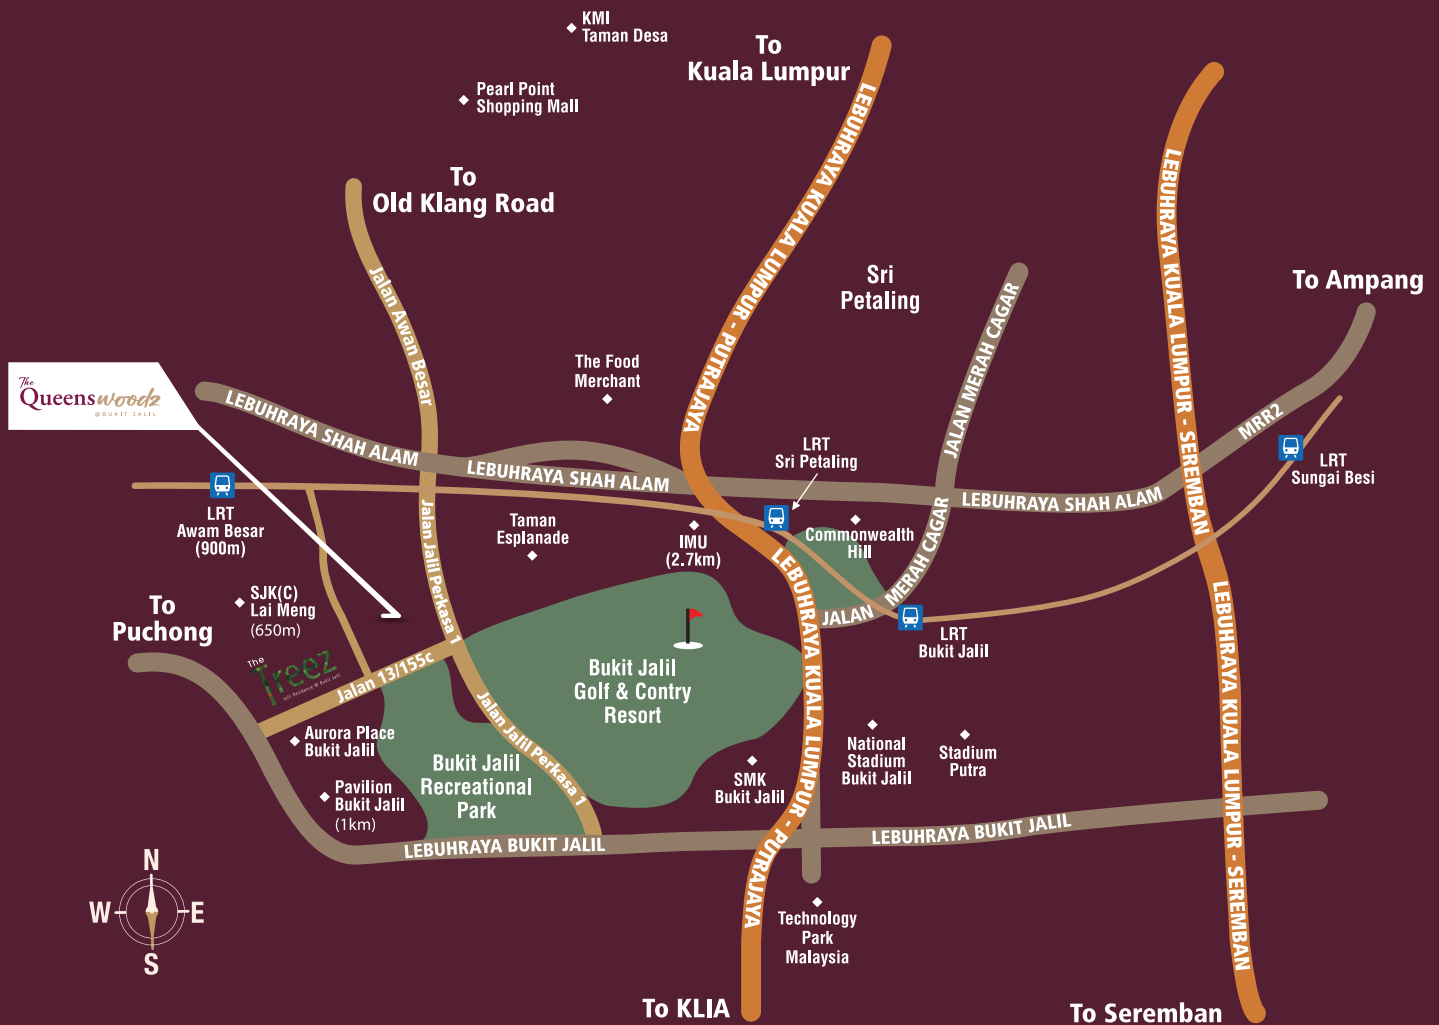 KMI
Taman Desa
To
Kuala Lumpur
Pearl Point
Shopping Mall
To
Old Klang Road
LEBUHRAYA KUALA LUMPUR - PUTRAJAYA
LEBUHRAYA KUALA LUMPUR - SEREMBAN
Sri
Petaling
To Ampang
Jalan Awan Besar
JALAN MERAH CAGAR
The Food
Merchant
The
Queenswoodz
@BUKIT JALIL
LEBUHRAYA SHAH ALAM
LEBUHRAYA SHAH ALAM
LEBUHRAYA SHAH ALAM
MRR2
LRT
Sri Petaling
LRT
Sungai Besi
LRT
Awam Besar
(900m)
Jalan Jalil Perkasa 1
Taman
Esplanade
IMU
(2.7km)
Commonwealth
Hill
JALAN MERAH CAGAR
LEBUHRAYA KUALA LUMPUR - PUTRAJAYA
LEBUHRAYA KUALA LUMPUR - SEREMBAN
SJK(C)
Lai Meng
(650m)
To
Puchong
LRT
Bukit Jalil
The
Treez
Jalil Residence @ Bukit Jalil
Jalan 13/155c
Bukit Jalil
Golf & Contry
Resort
Jalan Jalil Perkasa 1
Aurora Place
Bukit Jalil
National
Stadium
Bukit Jalil
Stadium
Putra
Bukit Jalil
Recreational
Park
SMK
Bukit Jalil
Pavilion
Bukit Jalil
(1km)
LEBUHRAYA BUKIT JALIL
LEBUHRAYA BUKIT JALIL
N
W
E
S
Technology
Park
Malaysia
To KLIA
To Seremban